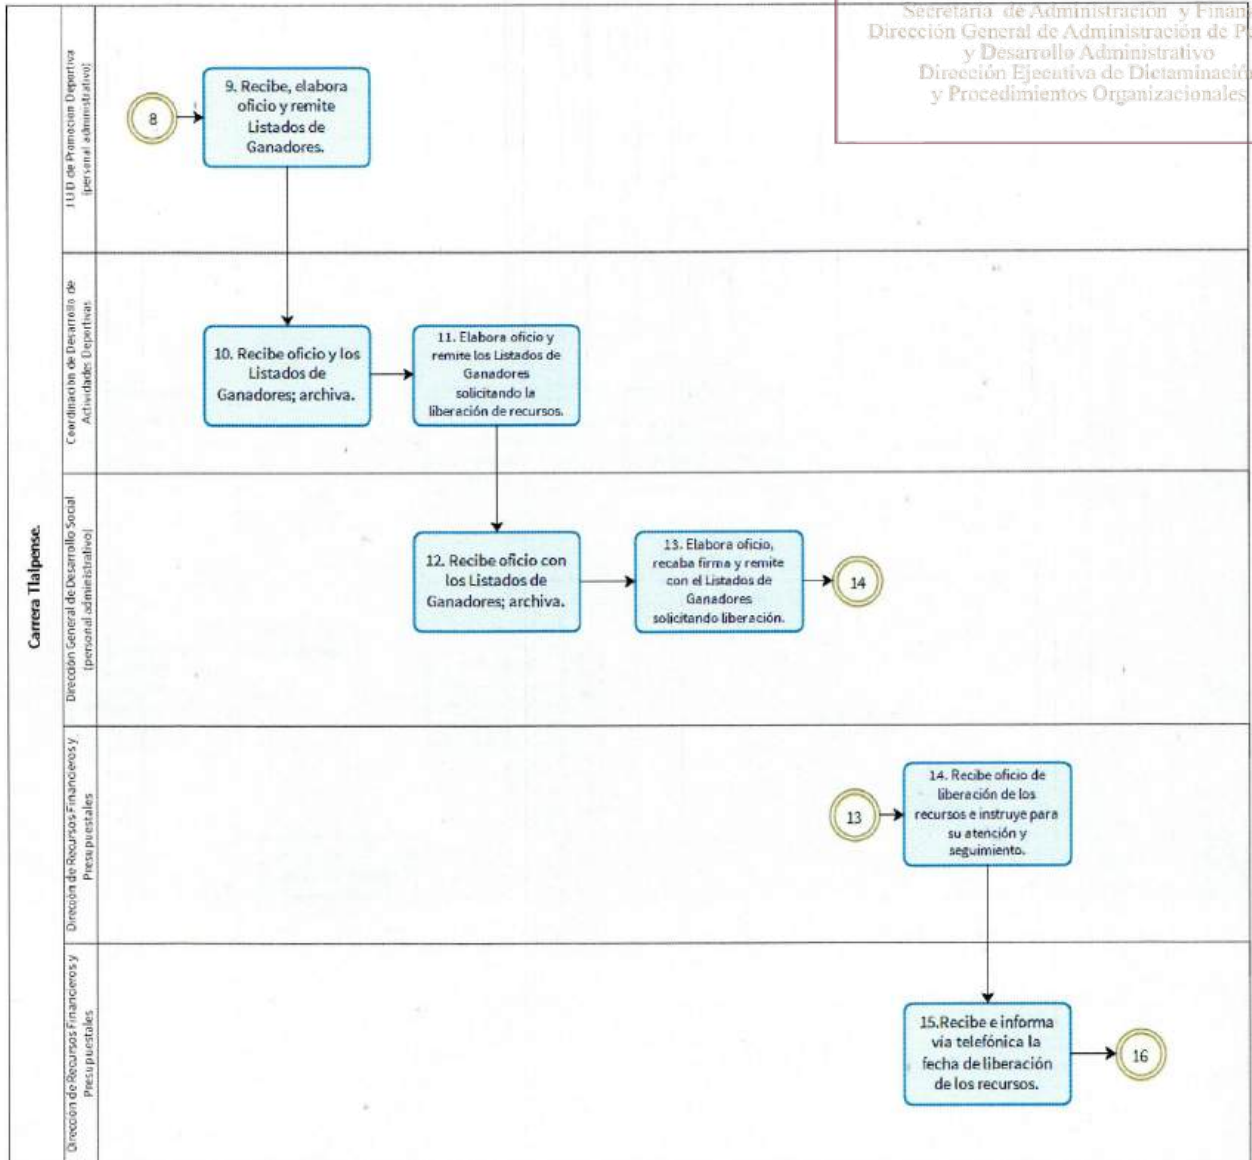 Secretaría de Administración y Finan
Dirección General de Administración de P
y Desarrollo Administrativo
Dirección Ejecutiva de Dictaminació
y Procedimientos Organizacionales
Carrera Tlalpense.
J U D de Promocion Deportiva
(personal administrativo)
8
9. Recibe, elabora
oficio y remite
Listados de
Ganadores.
Coordinación de Desarrollo de
Actividades Deportivas
10. Recibe oficio y los
Listados de
Ganadores; archiva.
11. Elabora oficio y
remite los Listados de
Ganadores
solicitando la
liberación de recursos.
Dirección General de Desarrollo Social
(personal administrativo)
12. Recibe oficio con
los Listados de
Ganadores; archiva.
13. Elabora oficio,
recaba firma y remite
con el Listados de
Ganadores
solicitando liberación.
14
Dirección de Recursos Financieros y
Presupuestales
13
14. Recibe oficio de
liberación de los
recursos e instruye para
su atención y
seguimiento.
Dirección de Recursos Financieros y
Presupuestales
15.Recibe e informa
vía telefónica la
fecha de liberación
de los recursos.
16